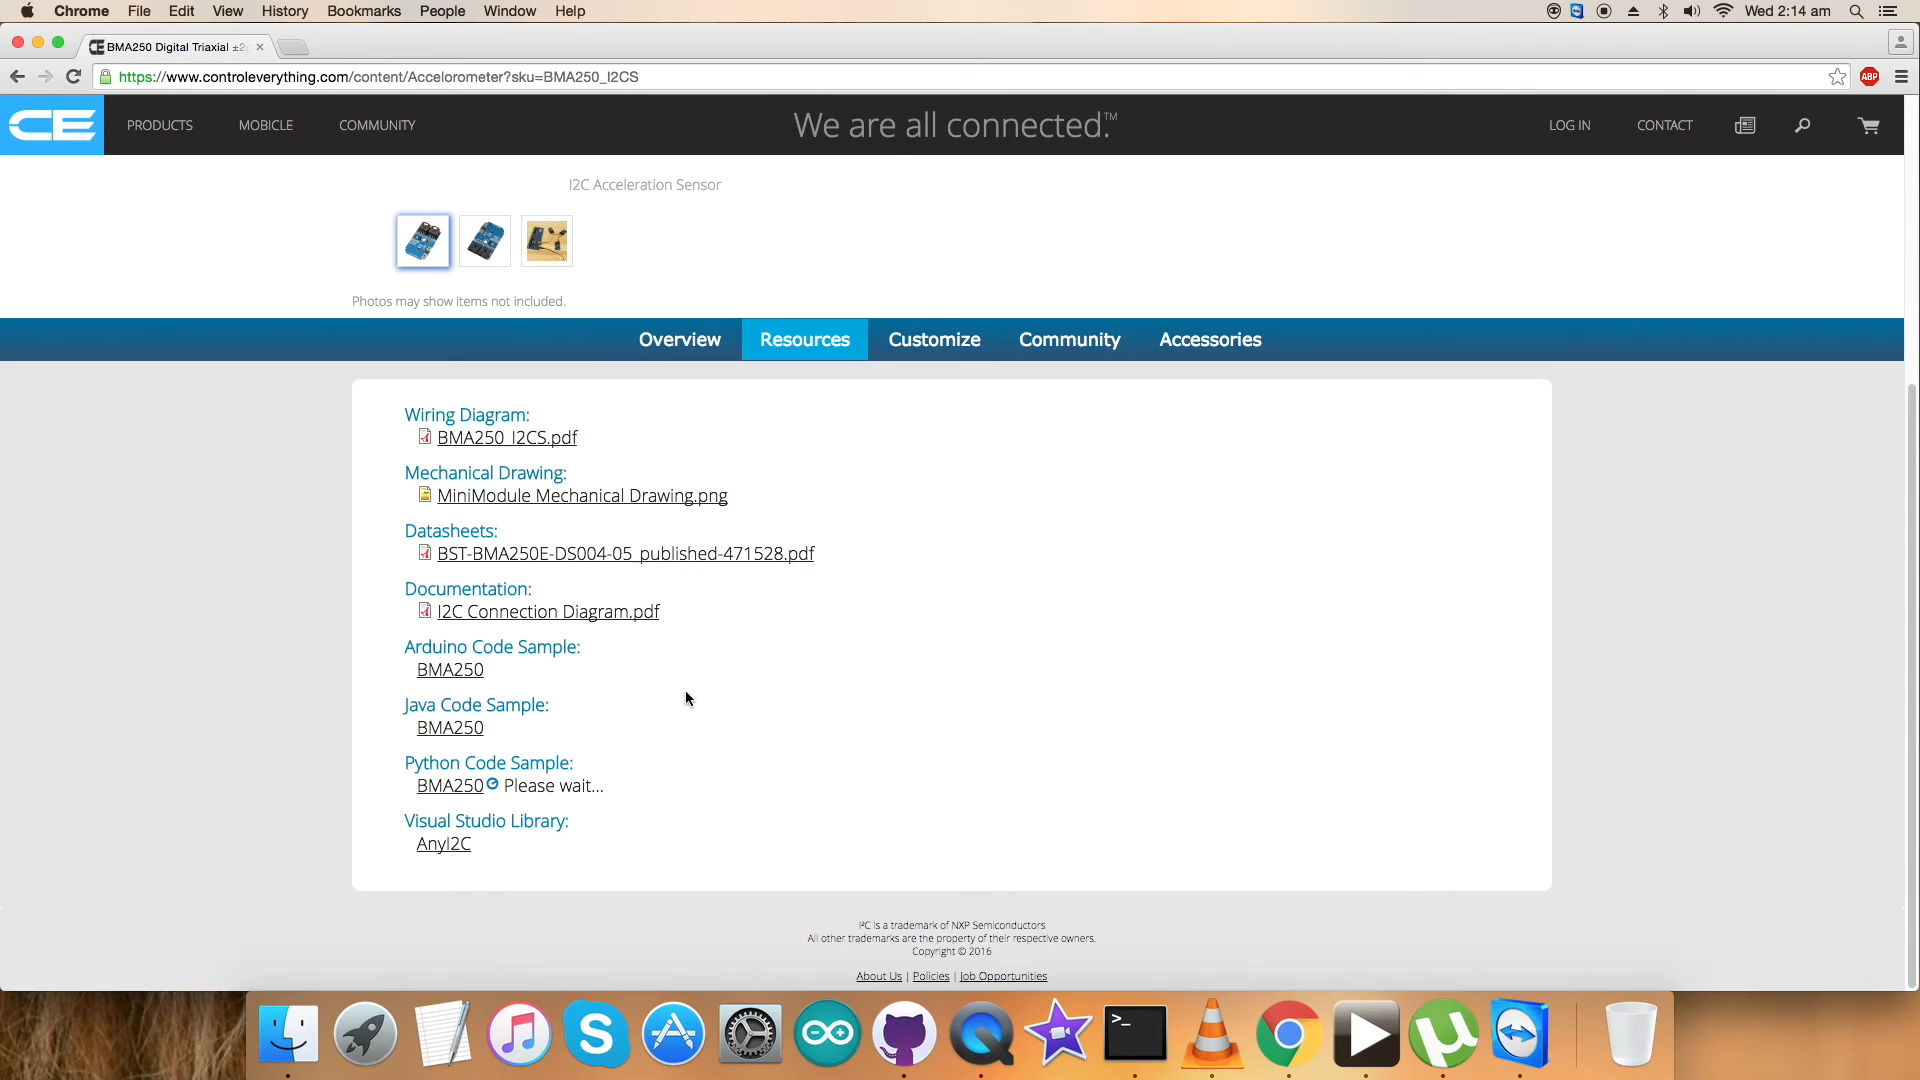 Chrome File Edit View History Bookmarks People Window Help Wed 2:14 am
CE BMA250 Digital Triaxial ±2
https://www.controleverything.com/content/Accelorometer?sku=BMA250_I2CS
ABP
CE PRODUCTS MOBICLE COMMUNITY We are all connected.™ LOG IN CONTACT
I2C Acceleration Sensor
Photos may show items not included.
Overview Resources Customize Community Accessories
Wiring Diagram:
BMA250_I2CS.pdf
Mechanical Drawing:
MiniModule Mechanical Drawing.png
Datasheets:
BST-BMA250E-DS004-05_published-471528.pdf
Documentation:
I2C Connection Diagram.pdf
Arduino Code Sample:
BMA250
Java Code Sample:
BMA250
Python Code Sample:
BMA250 Please wait...
Visual Studio Library:
AnyI2C
I²C is a trademark of NXP Semiconductors
All other trademarks are the property of their respective owners.
Copyright © 2016
About Us | Policies | Job Opportunities